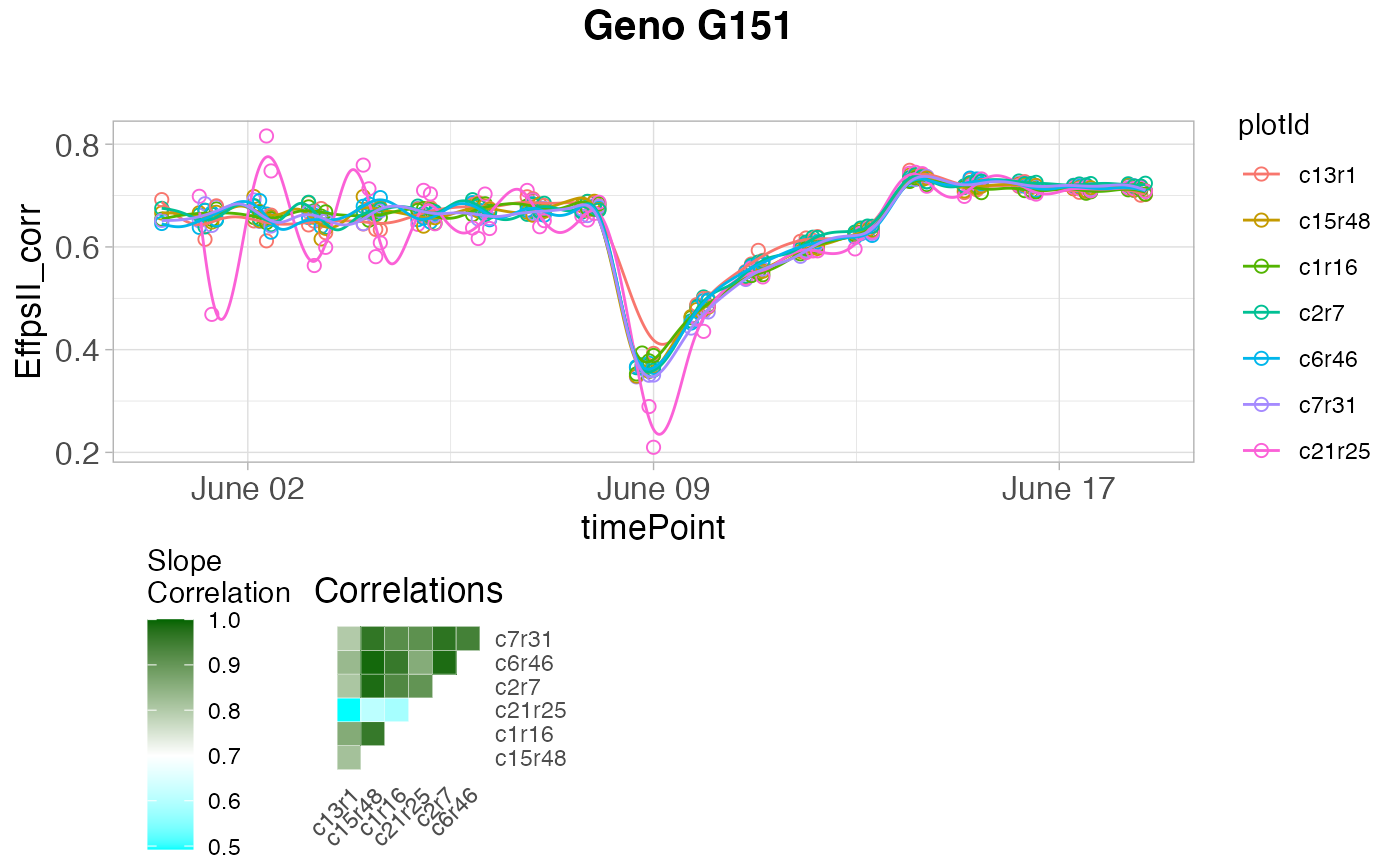 Geno G151
EffpsII_corr
0.8
0.6
0.4
0.2
June 02
June 09
June 17
timePoint
plotId
c13r1
c15r48
c1r16
c2r7
c6r46
c7r31
c21r25
Slope
Correlation
1.0
0.9
0.8
0.7
0.6
0.5
Correlations
c7r31
c6r46
c2r7
c21r25
c1r16
c15r48
c13r1
c15r48
c1r16
c21r25
c2r7
c6r46